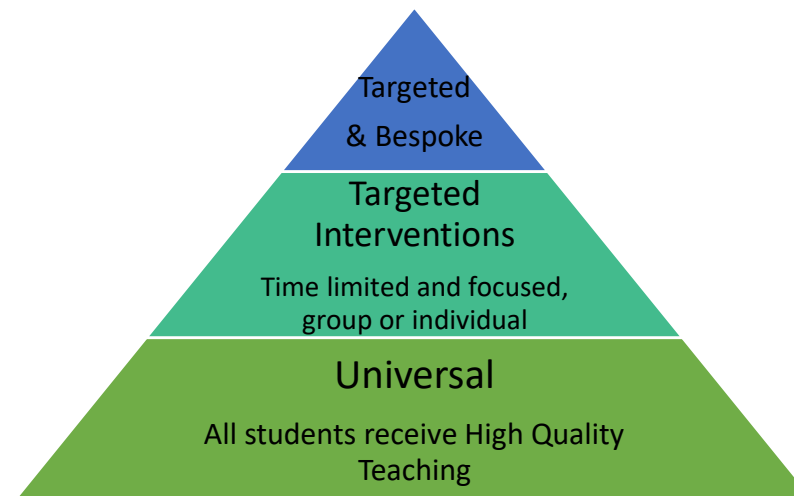 Targeted
& Bespoke
Targeted
Interventions
Time limited and focused,
group or individual
Universal
All students receive High Quality
Teaching